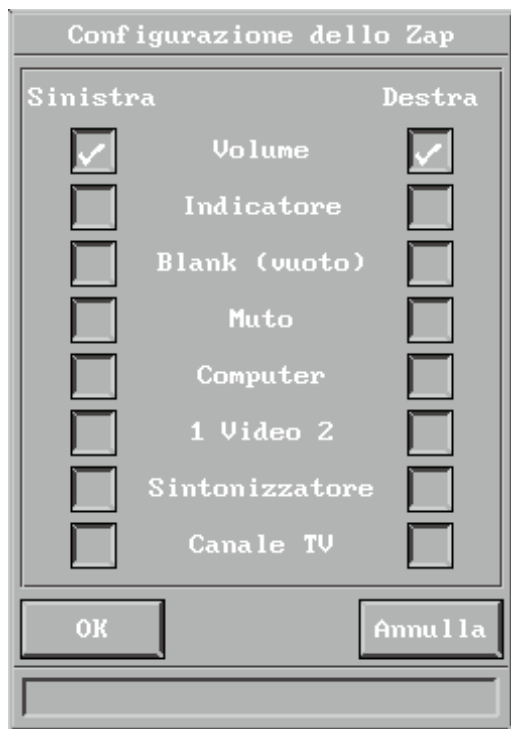 Configurazione dello Zap
Sinistra Destra
Volume
Indicatore
Blank (vuoto)
Muto
Computer
1 Video 2
Sintonizzatore
Canale TV
OK Annulla